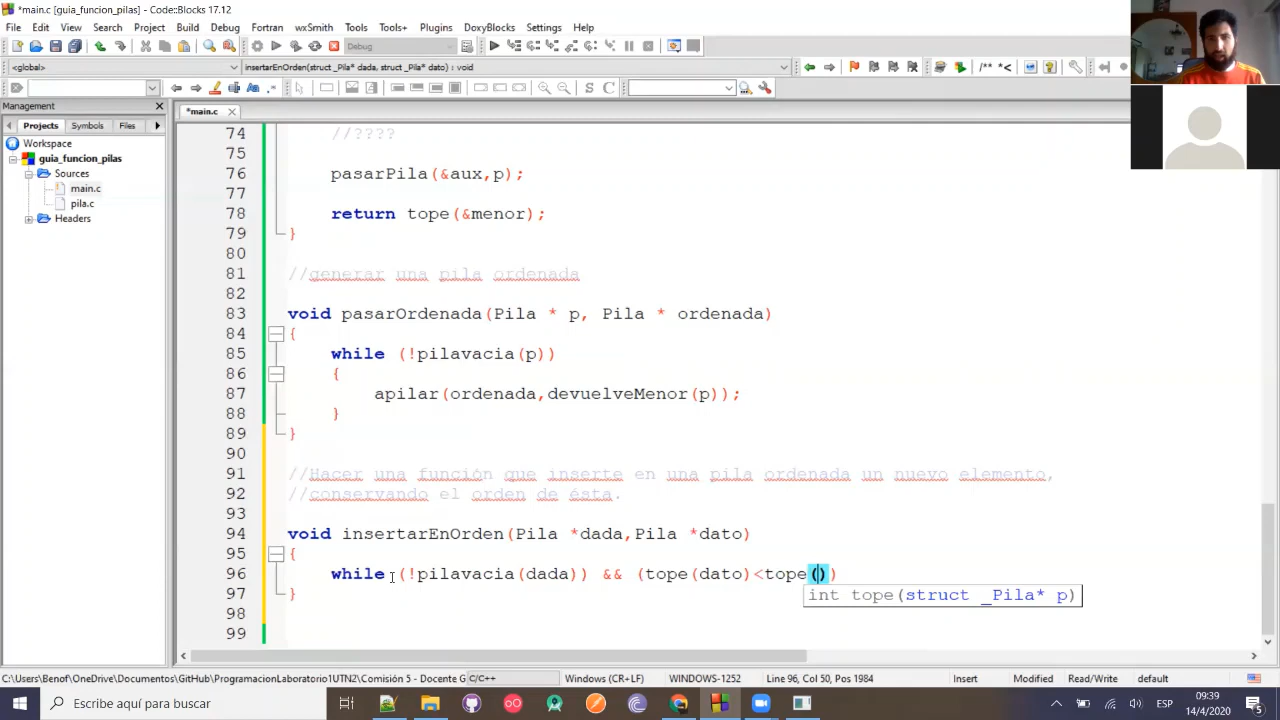 *main.c [guia_funcion_pilas] - Code::Blocks 17.12
File Edit View Search Project Build Debug Fortran wxSmith Tools Tools+ Plugins DoxyBlocks Settings Help
Debug
<global> insertarEnOrden(struct _Pila* dada, struct _Pila* dato) : void
Management
*main.c
Projects Symbols Files
Workspace
guia_funcion_pilas
Sources
main.c
pila.c
Headers
74 //????
75
76 pasarPila(&aux,p);
77
78 return tope(&menor);
79 }
80
81 //generar una pila ordenada
82
83 void pasarOrdenada(Pila * p, Pila * ordenada)
84 {
85 while (!pilavacia(p))
86 {
87 apilar(ordenada,devuelveMenor(p));
88 }
89 }
90
91 //Hacer una función que inserte en una pila ordenada un nuevo elemento,
92 //conservando el orden de ésta.
93
94 void insertarEnOrden(Pila *dada,Pila *dato)
95 {
96 while (!pilavacia(dada)) && (tope(dato)<tope())
int tope(struct _Pila* p)
97 }
98
99
C:\Users\Benof\OneDrive\Documentos\GitHub\ProgramacionLaboratorio1UTN2\Comisión 5 - Docente G C/C++ Windows (CR+LF) WINDOWS-1252 Line 96, Col 50, Pos 1984 Insert Modified Read/Write default
Escribe aquí para buscar
ESP
09:39
14/4/2020
5